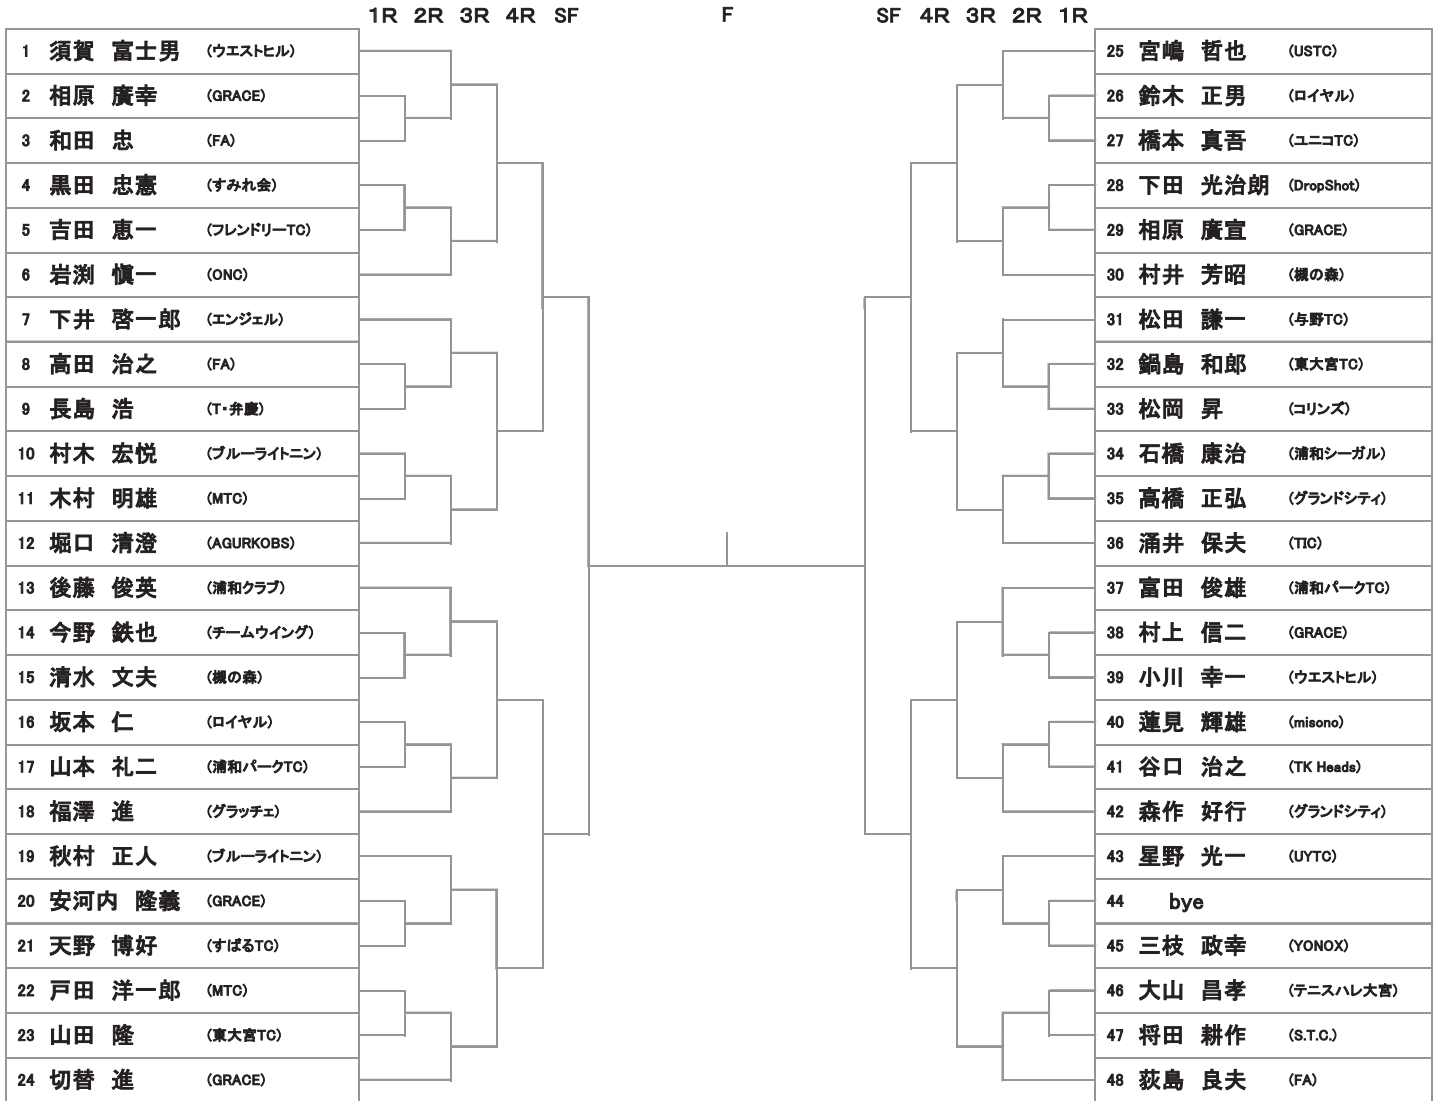 1R 2R 3R 4R SF F SF 4R 3R 2R 1R
1 須賀 富士男 (ウエストヒル)
2 相原 廣幸 (GRACE)
3 和田 忠 (FA)
4 黒田 忠憲 (すみれ会)
5 吉田 恵一 (フレンドリーTC)
6 岩渕 愼一 (ONC)
7 下井 啓一郎 (エンジェル)
8 高田 治之 (FA)
9 長島 浩 (T・弁慶)
10 村木 宏悦 (ブルーライトニン)
11 木村 明雄 (MTC)
12 堀口 清澄 (AGURKOBS)
13 後藤 俊英 (浦和クラブ)
14 今野 鉄也 (チームウイング)
15 清水 文夫 (槻の森)
16 坂本 仁 (ロイヤル)
17 山本 礼二 (浦和パークTC)
18 福澤 進 (グラッチェ)
19 秋村 正人 (ブルーライトニン)
20 安河内 隆義 (GRACE)
21 天野 博好 (すばるTC)
22 戸田 洋一郎 (MTC)
23 山田 隆 (東大宮TC)
24 切替 進 (GRACE)
25 宮嶋 哲也 (USTC)
26 鈴木 正男 (ロイヤル)
27 橋本 真吾 (ユニコTC)
28 下田 光治朗 (DropShot)
29 相原 廣宣 (GRACE)
30 村井 芳昭 (槻の森)
31 松田 謙一 (与野TC)
32 鍋島 和郎 (東大宮TC)
33 松岡 昇 (コリンズ)
34 石橋 康治 (浦和シーガル)
35 高橋 正弘 (グランドシティ)
36 涌井 保夫 (TIC)
37 富田 俊雄 (浦和パークTC)
38 村上 信二 (GRACE)
39 小川 幸一 (ウエストヒル)
40 蓮見 輝雄 (misono)
41 谷口 治之 (TK Heads)
42 森作 好行 (グランドシティ)
43 星野 光一 (UYTC)
44 bye
45 三枝 政幸 (YONOX)
46 大山 昌孝 (テニスハレ大宮)
47 将田 耕作 (S.T.C.)
48 荻島 良夫 (FA)